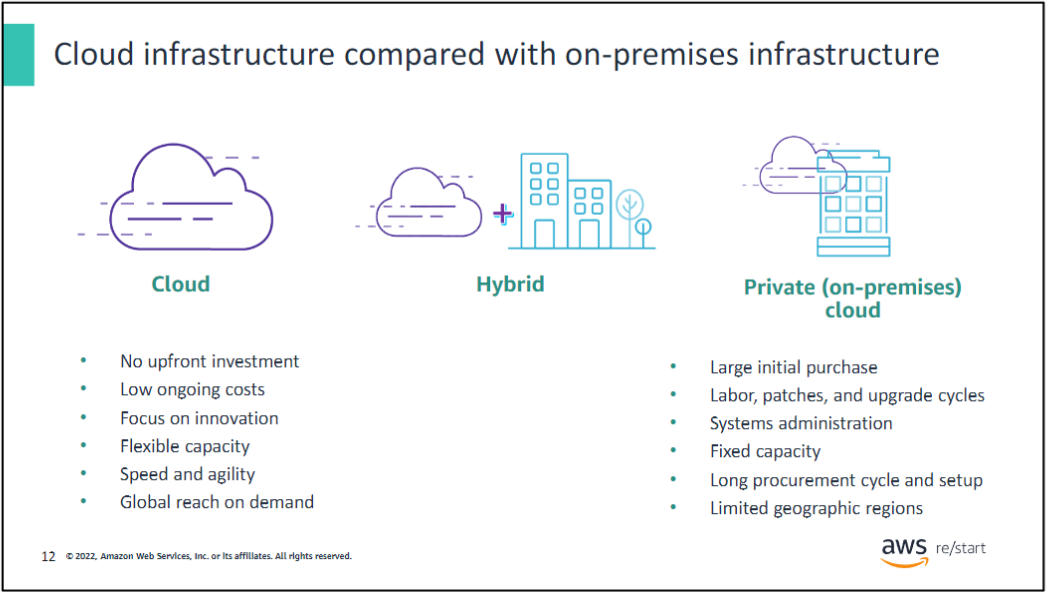 Cloud infrastructure compared with on-premises infrastructure
Cloud
Hybrid
Private (on-premises)
cloud
• No upfront investment
• Low ongoing costs
• Focus on innovation
• Flexible capacity
• Speed and agility
• Global reach on demand
• Large initial purchase
• Labor, patches, and upgrade cycles
• Systems administration
• Fixed capacity
• Long procurement cycle and setup
• Limited geographic regions
12 © 2022, Amazon Web Services, Inc. or its affiliates. All rights reserved.
aws re/start